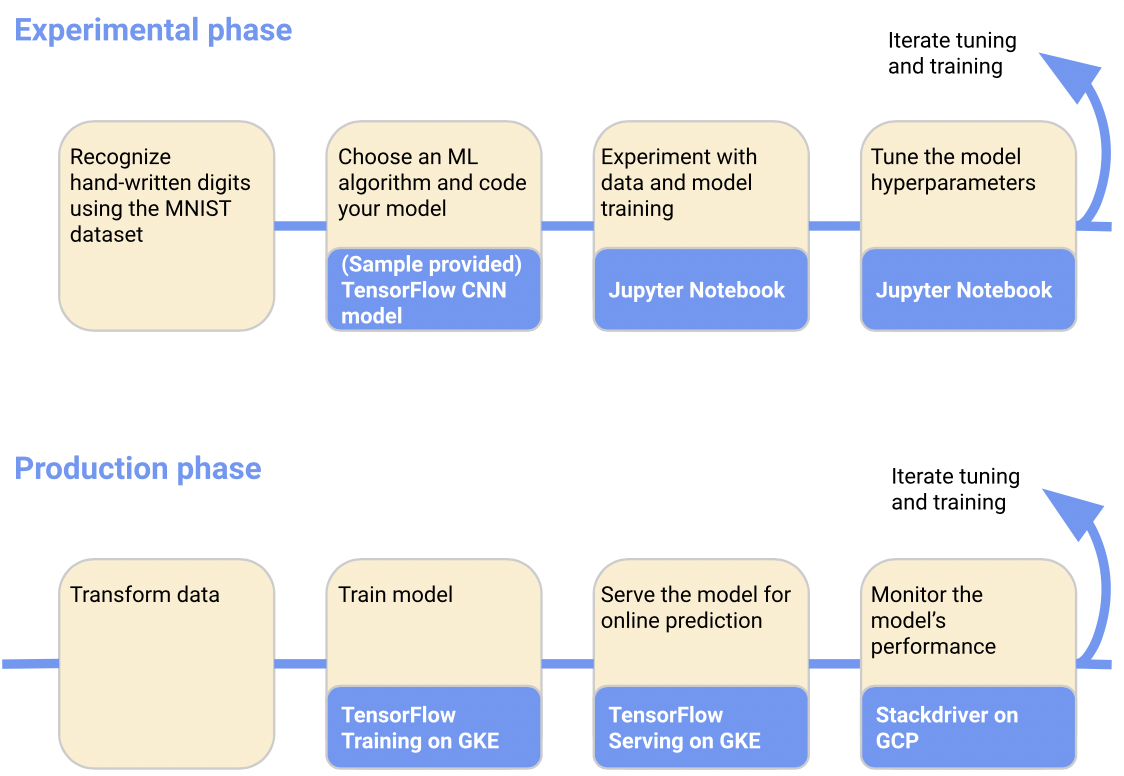 Experimental phase
Iterate tuning
and training
Recognize
hand-written digits
using the MNIST
dataset
Choose an ML
algorithm and code
your model
(Sample provided)
TensorFlow CNN
model
Experiment with
data and model
training
Jupyter Notebook
Tune the model
hyperparameters
Jupyter Notebook
Production phase
Iterate tuning
and training
Transform data
Train model
TensorFlow
Training on GKE
Serve the model for
online prediction
TensorFlow
Serving on GKE
Monitor the
model’s
performance
Stackdriver on
GCP